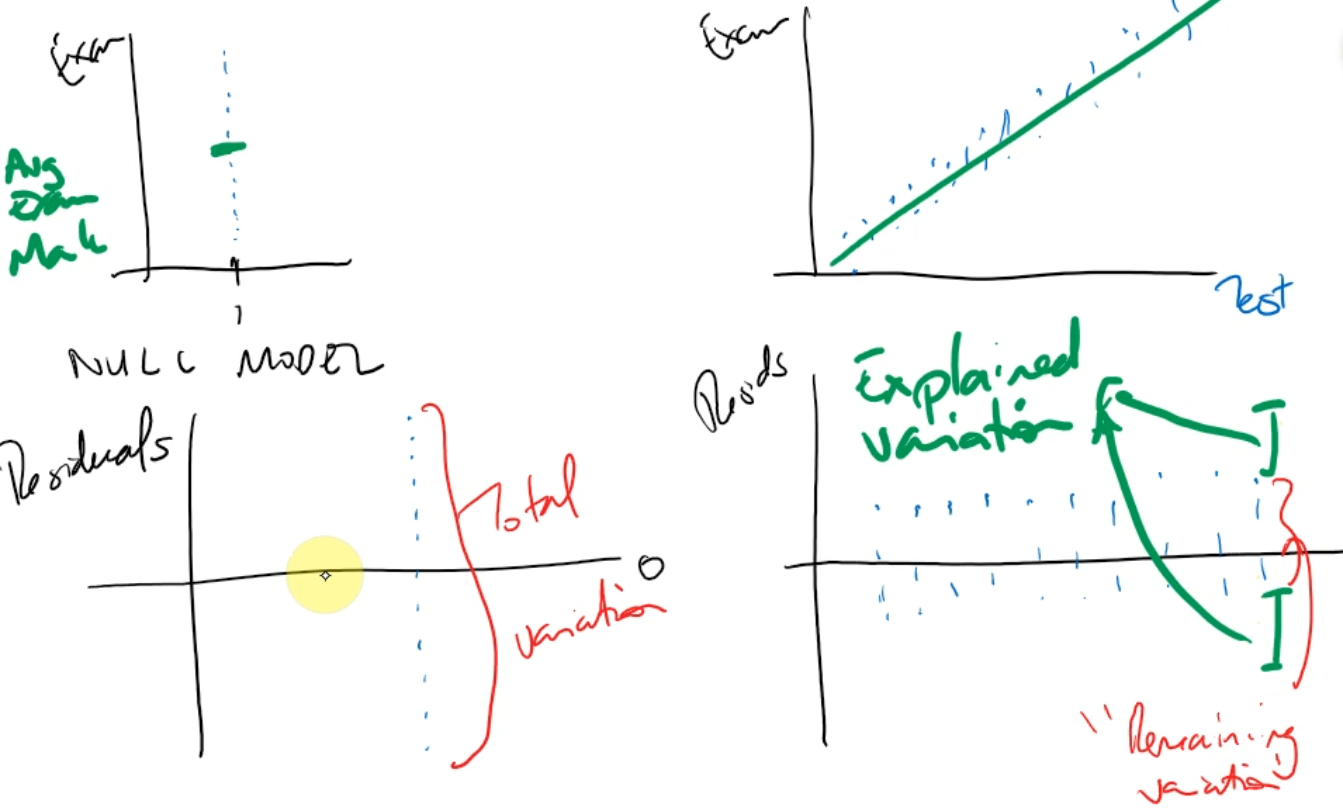 Exam
Avg
Exam
Mark
1
NULL MODEL
Exam
Test
Residuals
Total
variation
0
Resids
Explained
variation
"Remaining
variation"